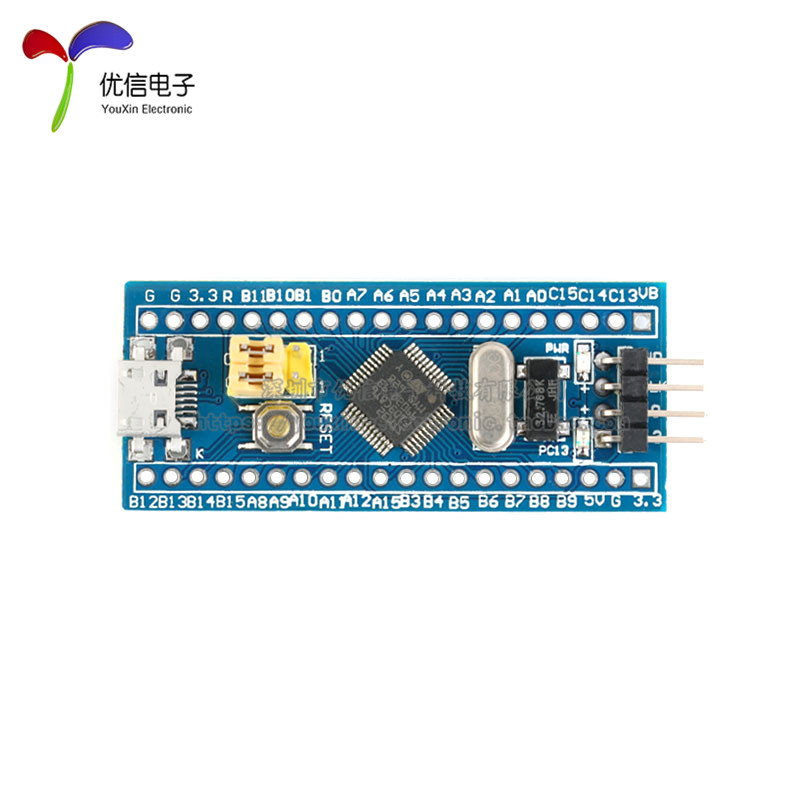 优信电子
YouXin Electronic
G G 3.3 R B11 B10 B1 B0 A7 A6 A5 A4 A3 A2 A1 A0 C15 C14 C13 VB
PWR
1
1
RESET
K
PC13
B12 B13 B14 B15 A8 A9 A10 A11 A12 A15 B3 B4 B5 B6 B7 B8 B9 5V G 3.3